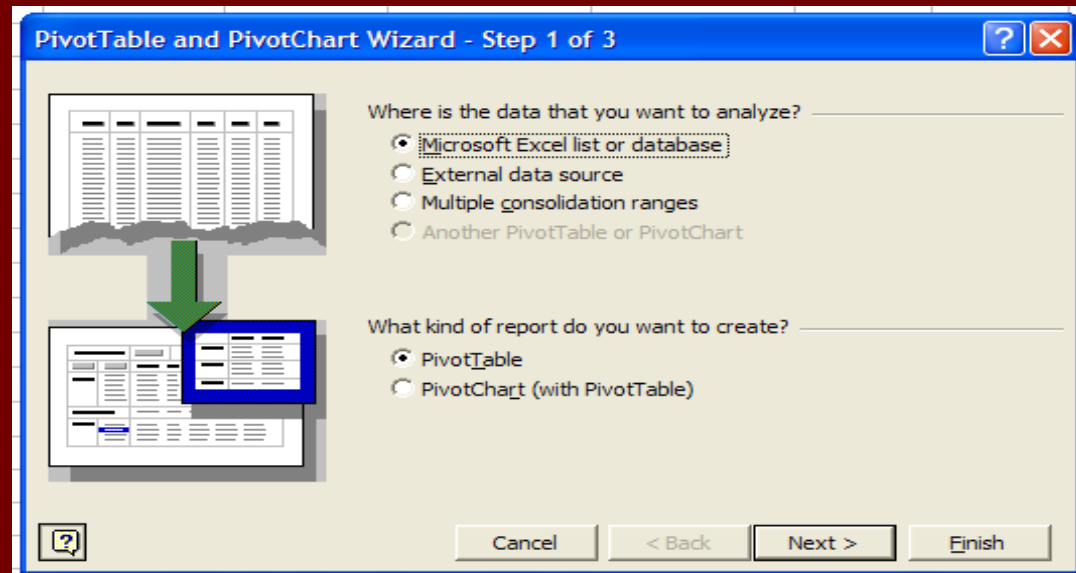 PivotTable and PivotChart Wizard - Step 1 of 3
Where is the data that you want to analyze?
Microsoft Excel list or database
External data source
Multiple consolidation ranges
Another PivotTable or PivotChart
What kind of report do you want to create?
PivotTable
PivotChart (with PivotTable)
Cancel < Back Next > Finish